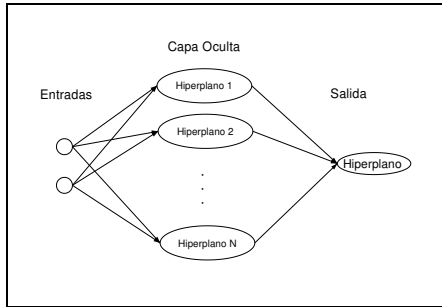 Capa Oculta
Entradas
Hiperplano 1
Salida
Hiperplano 2
Hiperplano
.
.
.
Hiperplano N